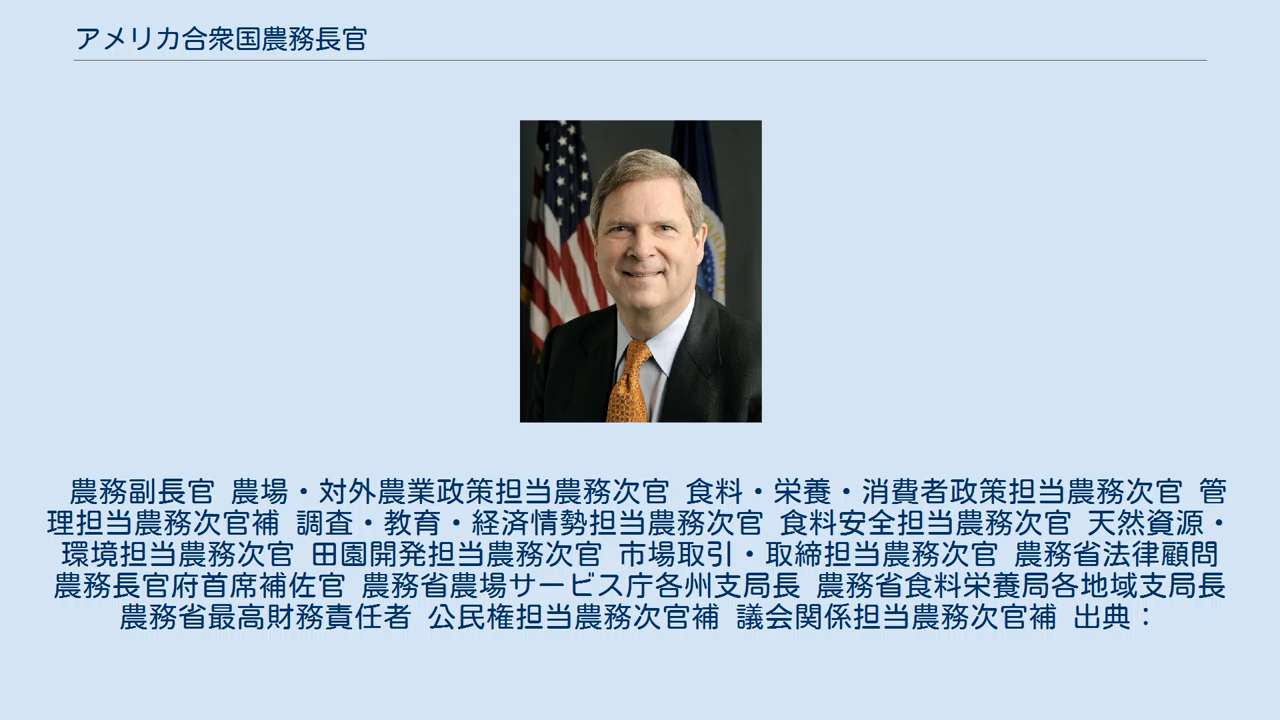 アメリカ合衆国農務長官
農務副長官 農場・対外農業政策担当農務次官 食料・栄養・消費者政策担当農務次官 管
理担当農務次官補 調査・教育・経済情勢担当農務次官 食料安全担当農務次官 天然資源・
環境担当農務次官 田園開発担当農務次官 市場取引・取締担当農務次官 農務省法律顧問
農務長官府首席補佐官 農務省農場サービス庁各州支局長 農務省食料栄養局各地域支局長
農務省最高財務責任者 公民権担当農務次官補 議会関係担当農務次官補 出典：